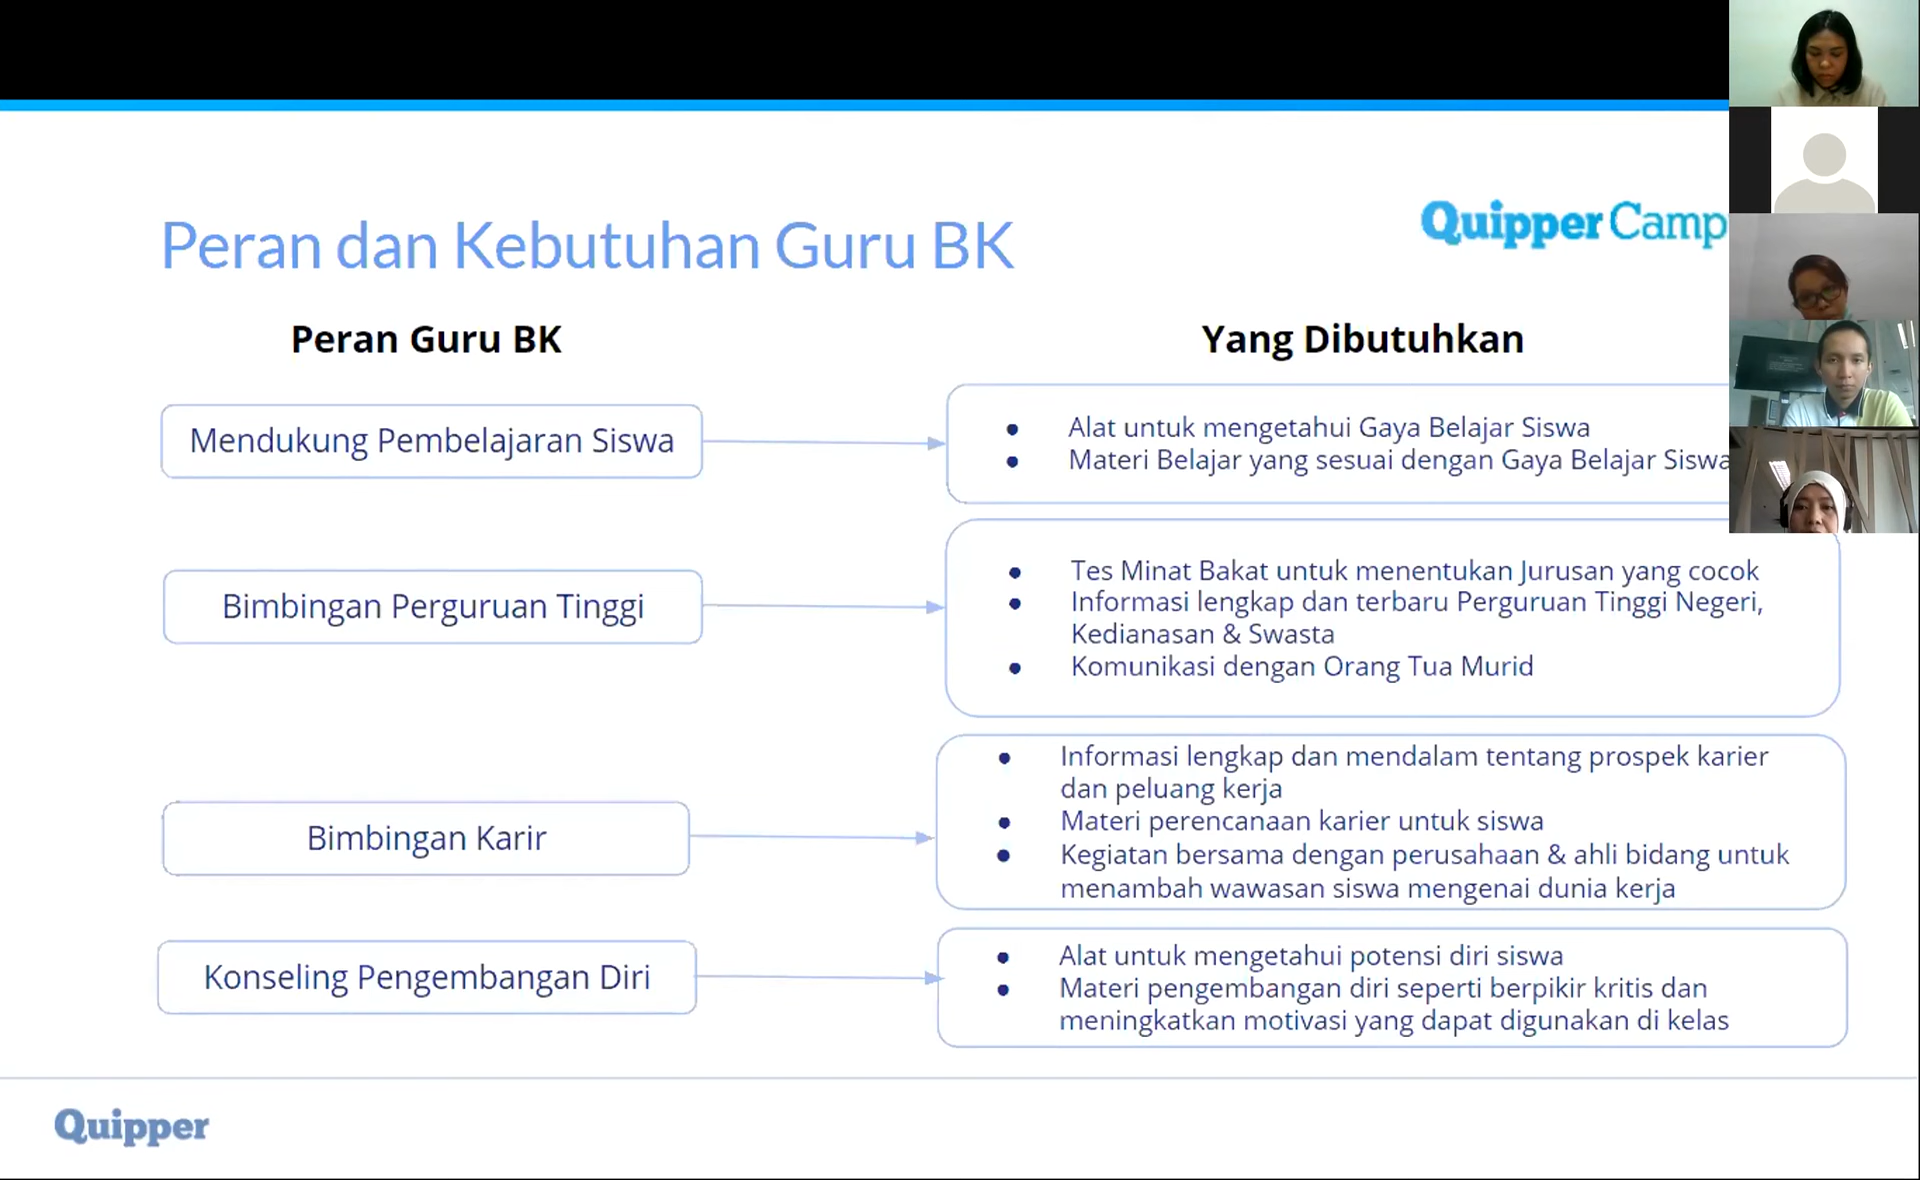 Peran dan Kebutuhan Guru BK
Quipper Camp
Peran Guru BK
Yang Dibutuhkan
Mendukung Pembelajaran Siswa
Alat untuk mengetahui Gaya Belajar Siswa
Materi Belajar yang sesuai dengan Gaya Belajar Siswa
Bimbingan Perguruan Tinggi
Tes Minat Bakat untuk menentukan Jurusan yang cocok
Informasi lengkap dan terbaru Perguruan Tinggi Negeri,
Kedianasan & Swasta
Komunikasi dengan Orang Tua Murid
Bimbingan Karir
Informasi lengkap dan mendalam tentang prospek karier
dan peluang kerja
Materi perencanaan karier untuk siswa
Kegiatan bersama dengan perusahaan & ahli bidang untuk
menambah wawasan siswa mengenai dunia kerja
Konseling Pengembangan Diri
Alat untuk mengetahui potensi diri siswa
Materi pengembangan diri seperti berpikir kritis dan
meningkatkan motivasi yang dapat digunakan di kelas
Quipper